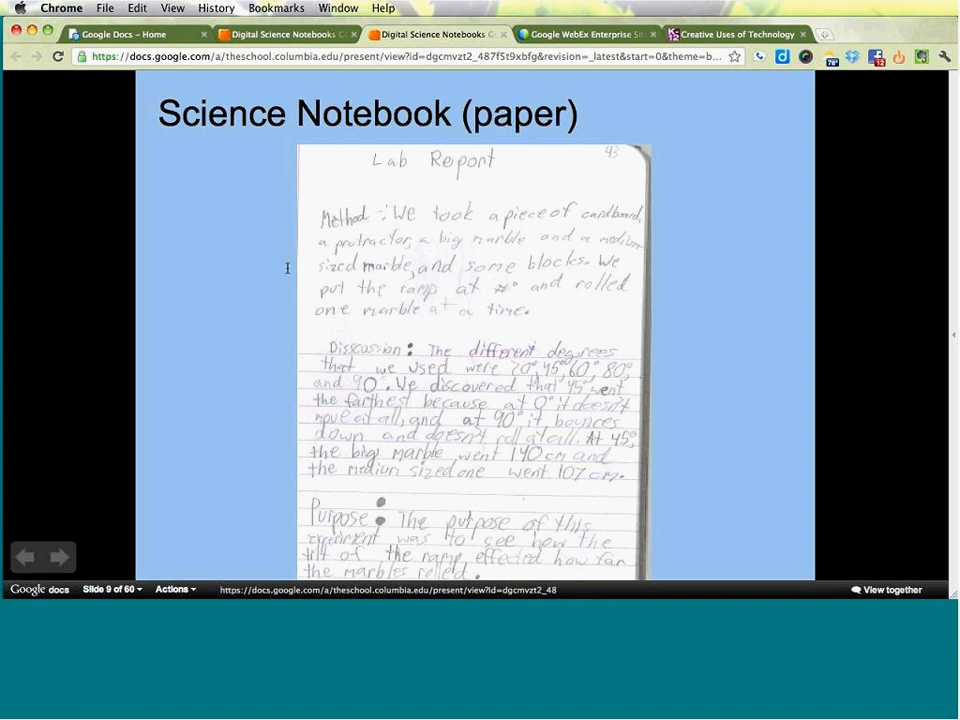 Chrome File Edit View History Bookmarks Window Help
Google Docs – Home
Digital Science Notebooks G
Digital Science Notebooks G
Google WebEx Enterprise Si
Creative Uses of Technology
https://docs.google.com/a/theschool.columbia.edu/present/view?id=dgcmvzt2_487f5t9xbfg&revision=_latest&start=0&theme=b...
78°
12
Science Notebook (paper)
43
Lab Reiport
Method -: We took a piece of cardboard,
a protractor, a big marble and a medium
sized marble, and some blocks. We
put the ramp at #° and rolled
one marble at a time.
Disscussion: The different degrees
that we used were 20°, 45°, 60°, 80°,
and 90°. We discovered that 45° went
the farthest because at 0° it doesn't
move at all, and at 90° it bounces
down and doesn't roll at all. At 45°,
the big marble went 140 cm and
the medium sized one went 107 cm.
Purpose: The putpose of this
experiment was to see how the
tilt of the ramp effected how far
the marbles rolled.
Google docs Slide 9 of 60 Actions https://docs.google.com/a/theschool.columbia.edu/present/view?id=dgcmvzt2_48 View together